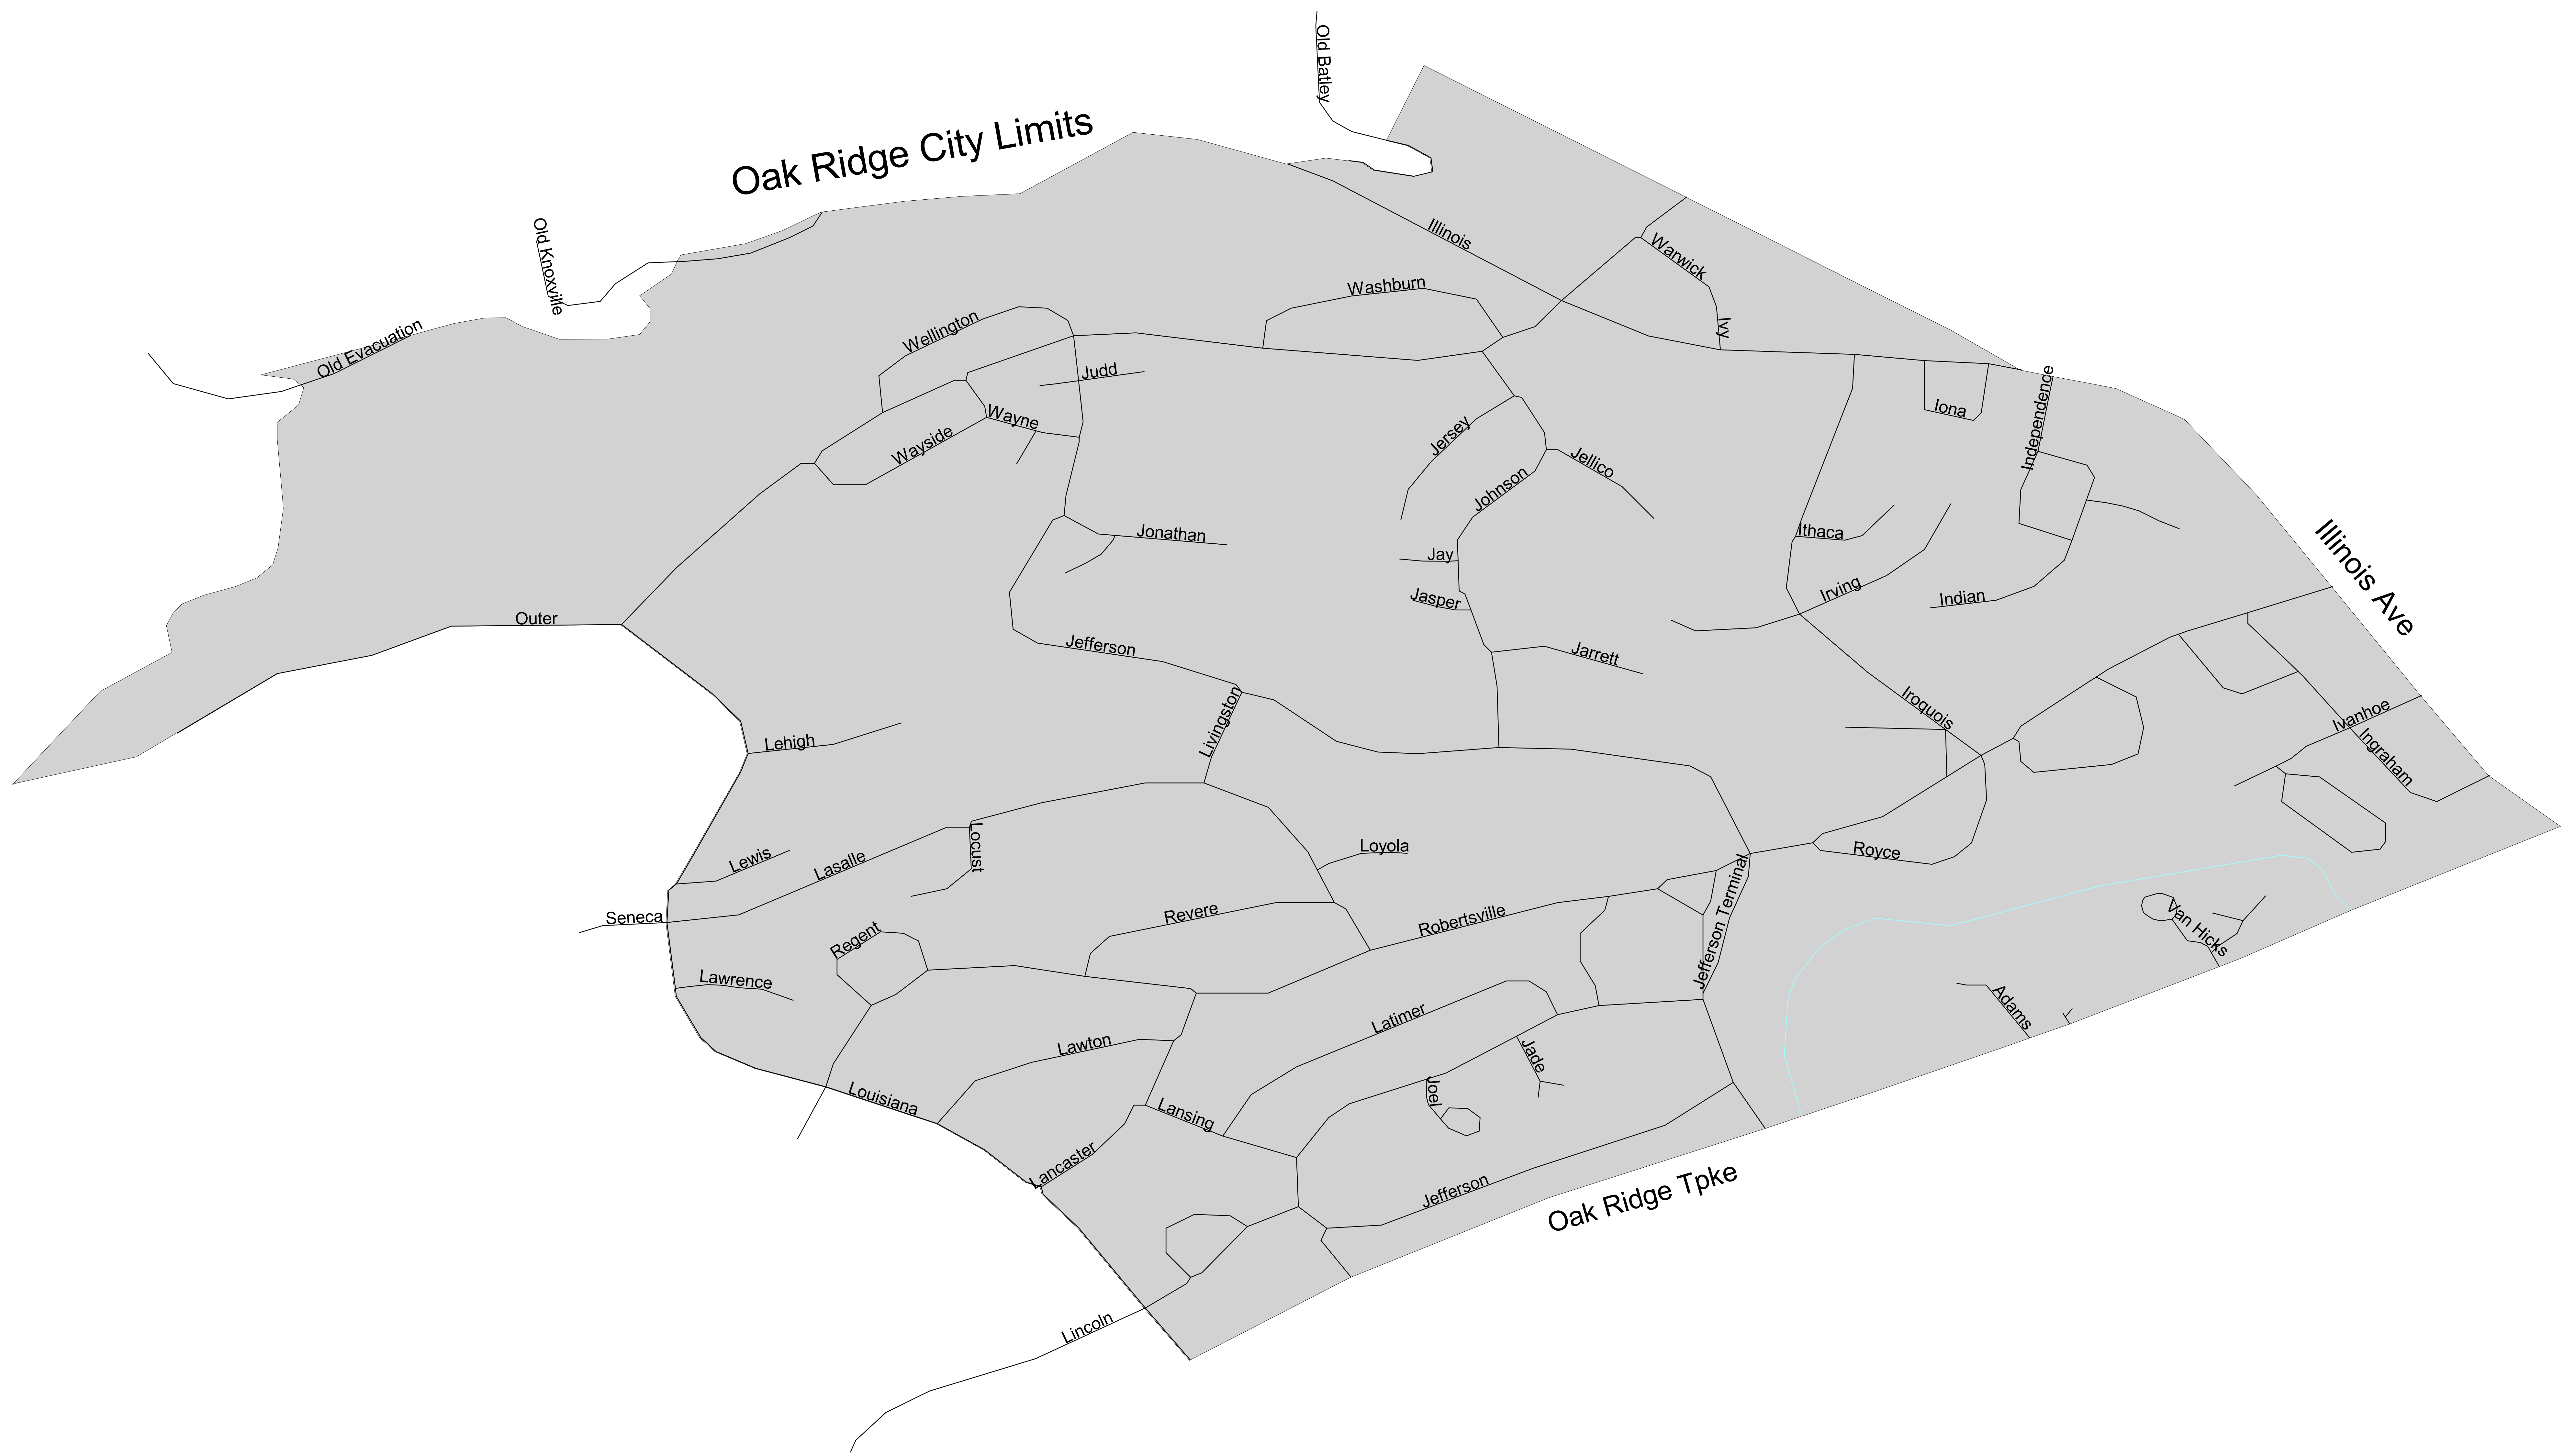 Old Batley
Oak Ridge City Limits
Old Knoxville
Illinois
Warwick
Washburn
Ivy
Wellington
Old Evacuation
Judd
Independence
Iona
Wayne
Wayside
Jersey
Jellico
Johnson
Jonathan
Ithaca
Jay
Illinois Ave
Irving
Jasper
Indian
Outer
Jefferson
Jarrett
Livingston
Iroquois
Ivanhoe
Lehigh
Ingraham
Locust
Lewis
Lasalle
Loyola
Royce
Seneca
Revere
Robertsville
Jefferson Terminal
Van Hicks
Regent
Lawrence
Adams
Latimer
Lawton
Jade
Joel
Louisiana
Lansing
Lancaster
Jefferson
Oak Ridge Tpke
Lincoln